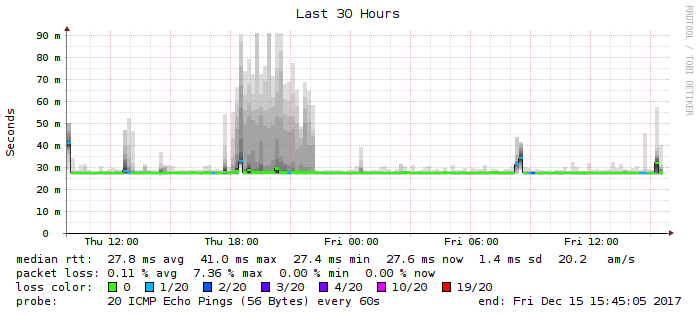 Last 30 Hours
RRDTOOL / TOBI OETIKER
Seconds
90 m
80 m
70 m
60 m
50 m
40 m
30 m
20 m
10 m
0
Thu 12:00 Thu 18:00 Fri 00:00 Fri 06:00 Fri 12:00
median rtt: 27.8 ms avg 41.0 ms max 27.4 ms min 27.6 ms now 1.4 ms sd 20.2 am/s
packet loss: 0.11 % avg 7.36 % max 0.00 % min 0.00 % now
loss color: 0 1/20 2/20 3/20 4/20 10/20 19/20
probe: 20 ICMP Echo Pings (56 Bytes) every 60s end: Fri Dec 15 15:45:05 2017